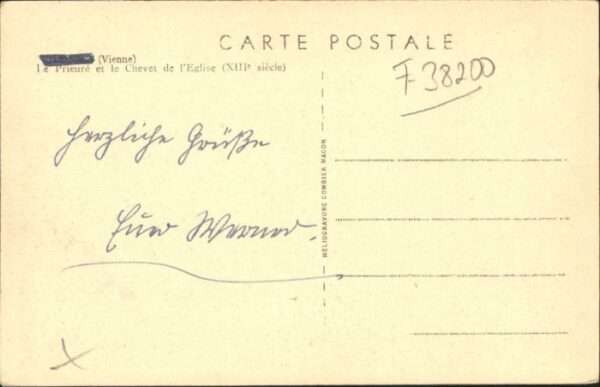 CARTE POSTALE
(Vienne)
Le Prieuré et le Chevet de l'Eglise (XIIIᵉ siècle)
F 38200
Herzliche Grüße
Euer Werner.
HELIOGRAVURE COMBIER MACON